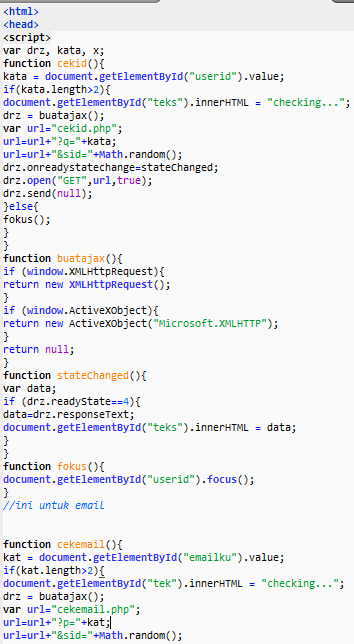 <html>
<head>
<script>
var drz, kata, x;
function cekid(){
kata = document.getElementById("userid").value;
if(kata.length>2){
document.getElementById("teks").innerHTML = "checking...";
drz = buatajax();
var url="cekid.php";
url=url+"?q="+kata;
url=url+"&sid="+Math.random();
drz.onreadystatechange=stateChanged;
drz.open("GET",url,true);
drz.send(null);
}else{
fokus();
}
}
function buatajax(){
if (window.XMLHttpRequest){
return new XMLHttpRequest();
}
if (window.ActiveXObject){
return new ActiveXObject("Microsoft.XMLHTTP");
}
return null;
}
function stateChanged(){
var data;
if (drz.readyState==4){
data=drz.responseText;
document.getElementById("teks").innerHTML = data;
}
}
function fokus(){
document.getElementById("userid").focus();
}
//ini untuk email
function cekemail(){
kat = document.getElementById("emailku").value;
if(kat.length>2){
document.getElementById("tek").innerHTML = "checking...";
drz = buatajax();
var url="cekemail.php";
url=url+"?p="+kat;
url=url+"&sid="+Math.random();